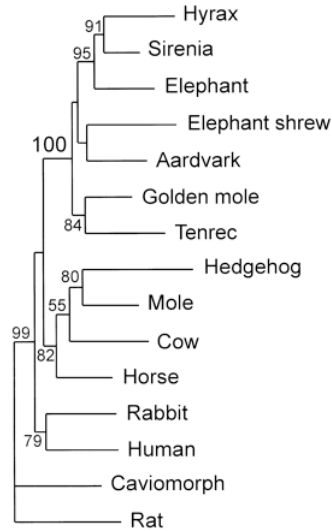 91
Hyrax
95
Sirenia
Elephant
Elephant shrew
100
Aardvark
Golden mole
84
Tenrec
80
Hedgehog
55
Mole
99
Cow
82
Horse
Rabbit
79
Human
Caviomorph
Rat